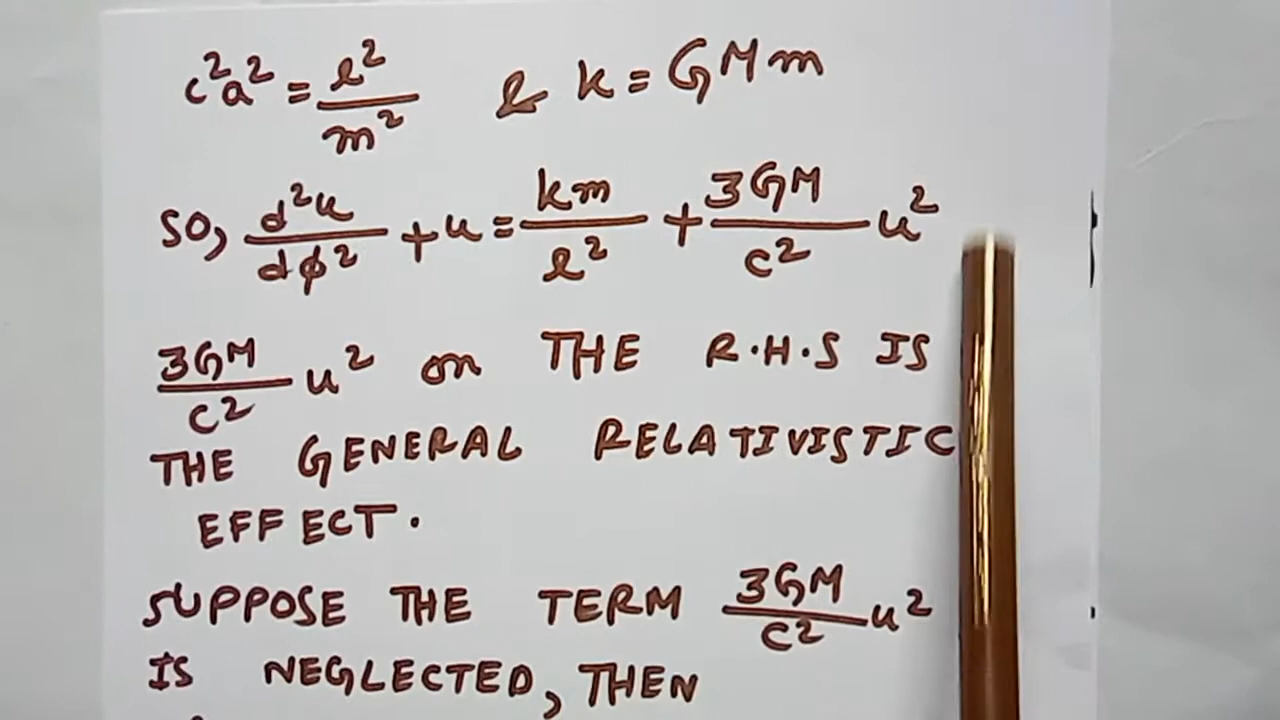 c²a² = l²/m² & k = GMm
SO, d²u/dϕ² + u = km/l² + 3GM/c² u²
3GM/c² u² on THE R.H.S IS
THE GENERAL RELATIVISTIC
EFFECT.
SUPPOSE THE TERM 3GM/c² u²
IS NEGLECTED, THEN